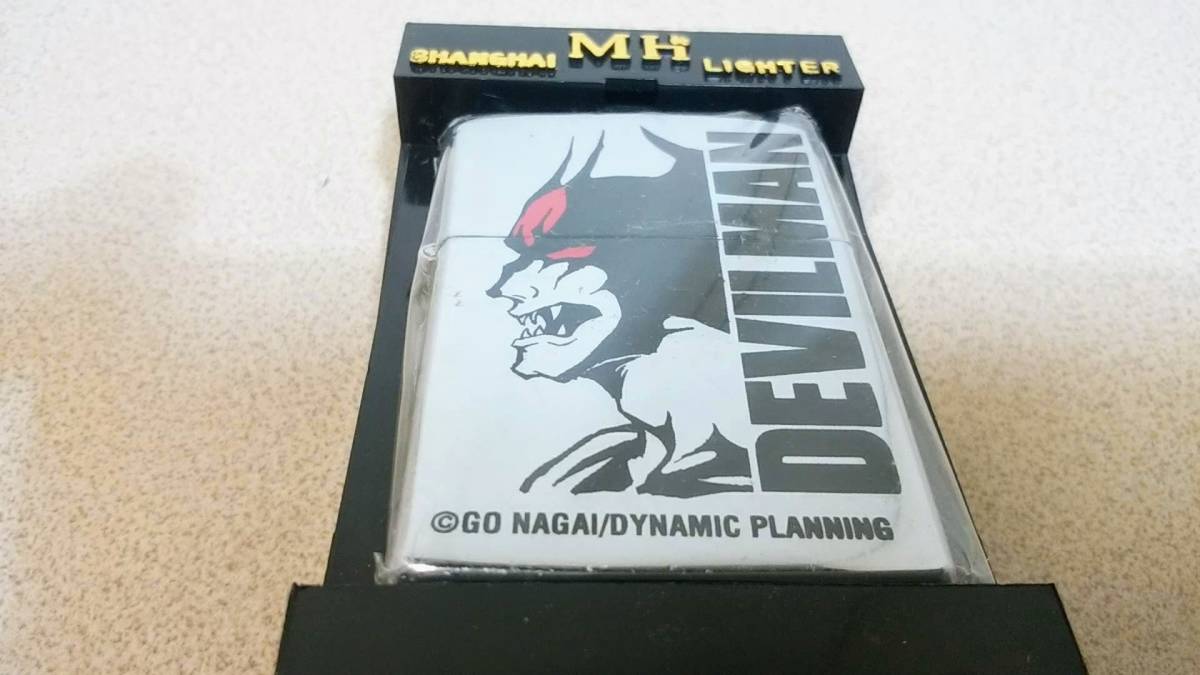 SHANGHAI MH LIGHTER
DEVILMAN
©GO NAGAI/DYNAMIC PLANNING